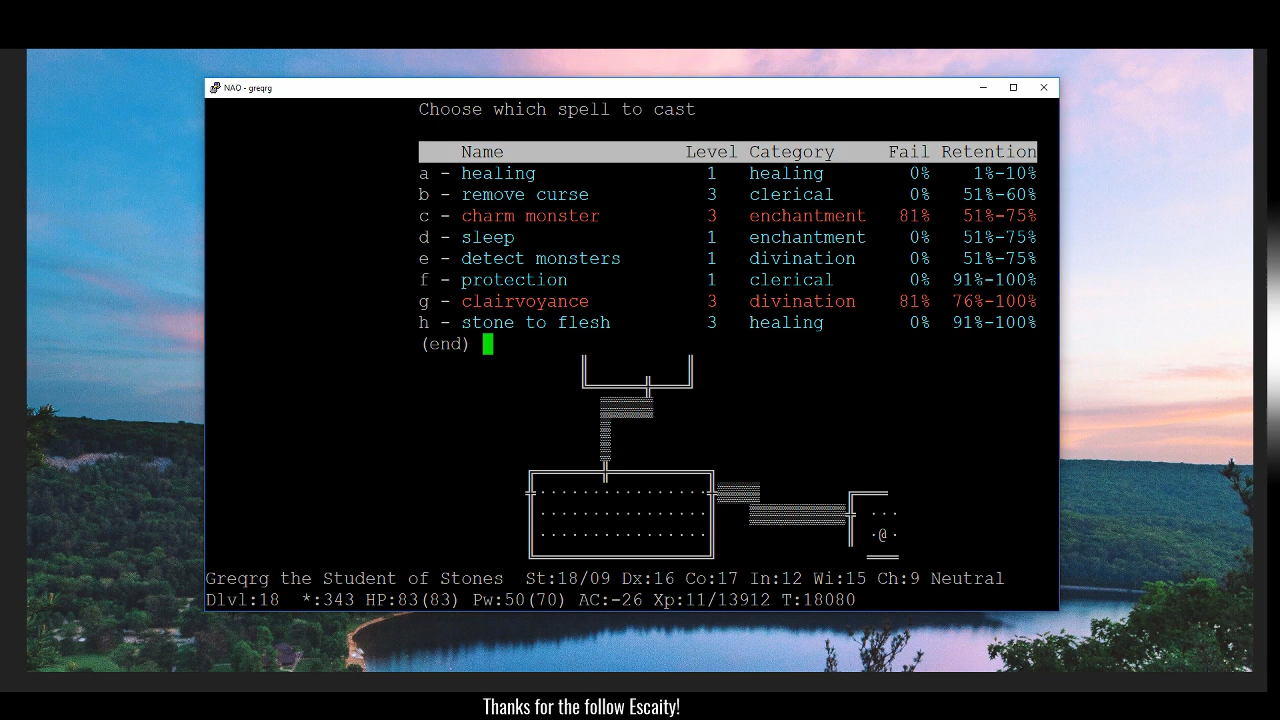 NAO - greqrg
Choose which spell to cast
Name Level Category Fail Retention
a - healing 1 healing 0% 1%-10%
b - remove curse 3 clerical 0% 51%-60%
c - charm monster 3 enchantment 81% 51%-75%
d - sleep 1 enchantment 0% 51%-75%
e - detect monsters 1 divination 0% 51%-75%
f - protection 1 clerical 0% 91%-100%
g - clairvoyance 3 divination 81% 76%-100%
h - stone to flesh 3 healing 0% 91%-100%
(end)
@
Greqrg the Student of Stones St:18/09 Dx:16 Co:17 In:12 Wi:15 Ch:9 Neutral
Dlvl:18 *:343 HP:83(83) Pw:50(70) AC:-26 Xp:11/13912 T:18080
Thanks for the follow Escaity!